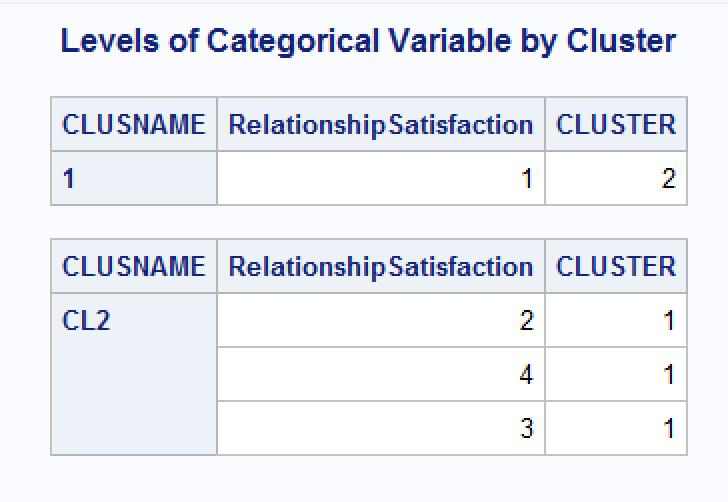 Levels of Categorical Variable by Cluster
CLUSNAME RelationshipSatisfaction CLUSTER
1 1 2
CLUSNAME RelationshipSatisfaction CLUSTER
CL2 2 1
4 1
3 1